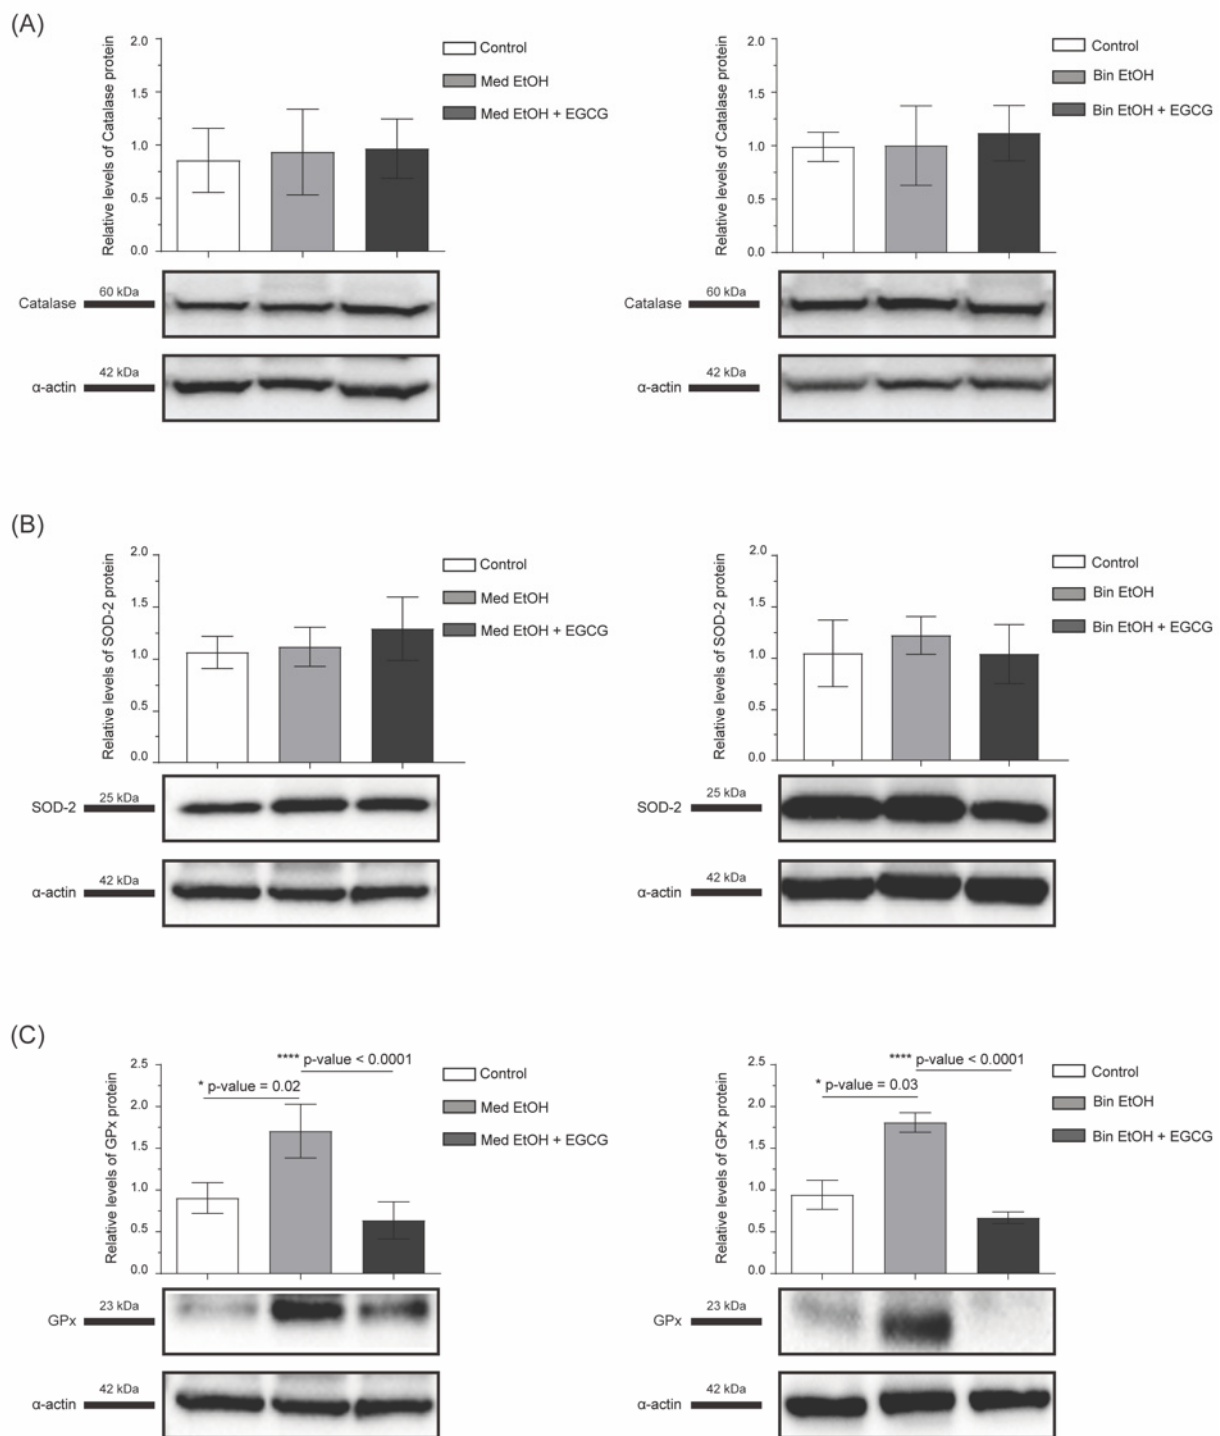 (A)
Relative levels of Catalase protein
2.0
1.5
1.0
0.5
0.0
Control
Med EtOH
Med EtOH + EGCG
Catalase
60 kDa
α-actin
42 kDa
Relative levels of Catalase protein
2.0
1.5
1.0
0.5
0.0
Control
Bin EtOH
Bin EtOH + EGCG
Catalase
60 kDa
α-actin
42 kDa
(B)
Relative levels of SOD-2 protein
2.0
1.5
1.0
0.5
0.0
Control
Med EtOH
Med EtOH + EGCG
SOD-2
25 kDa
α-actin
42 kDa
Relative levels of SOD-2 protein
2.0
1.5
1.0
0.5
0.0
Control
Bin EtOH
Bin EtOH + EGCG
SOD-2
25 kDa
α-actin
42 kDa
(C)
Relative levels of GPx protein
2.5
2.0
1.5
1.0
0.5
0.0
**** p-value < 0.0001
* p-value = 0.02
Control
Med EtOH
Med EtOH + EGCG
GPx
23 kDa
α-actin
42 kDa
Relative levels of GPx protein
2.5
2.0
1.5
1.0
0.5
0.0
**** p-value < 0.0001
* p-value = 0.03
Control
Bin EtOH
Bin EtOH + EGCG
GPx
23 kDa
α-actin
42 kDa